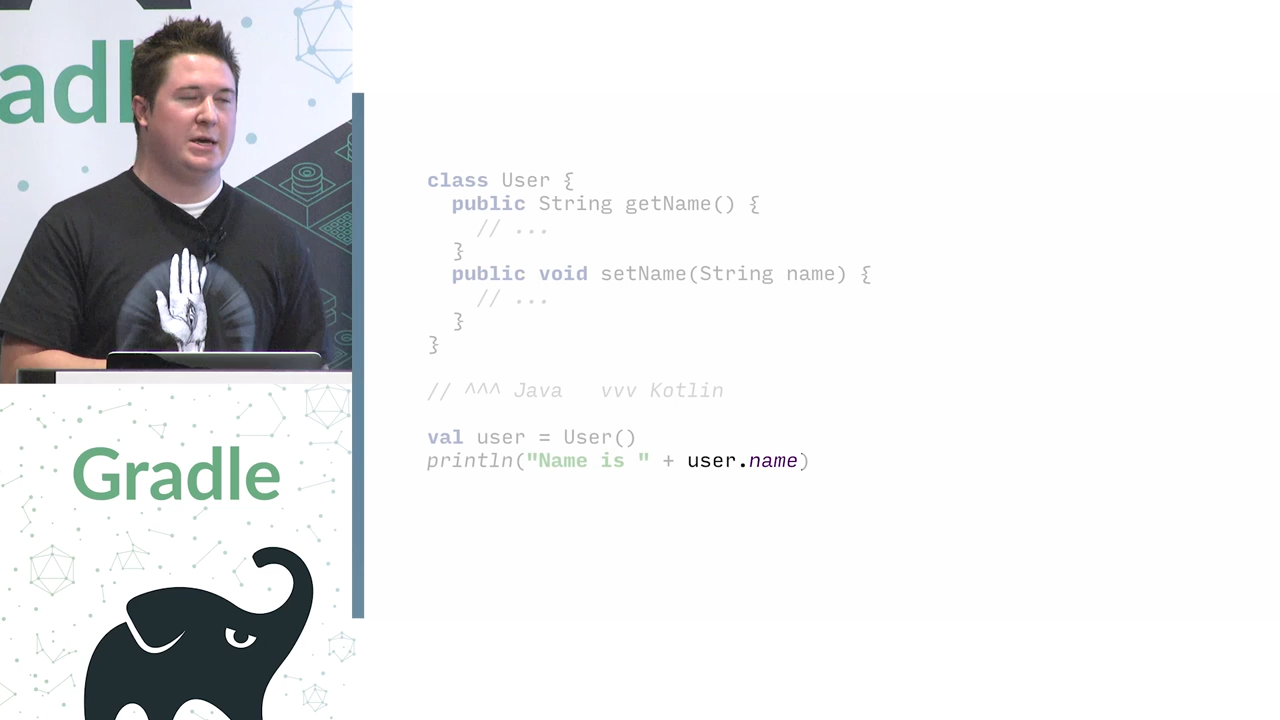 adl
class User {
public String getName() {
// ...
}
public void setName(String name) {
// ...
}
}
// ^^^ Java vvv Kotlin
val user = User()
println("Name is " + user.name)
Gradle